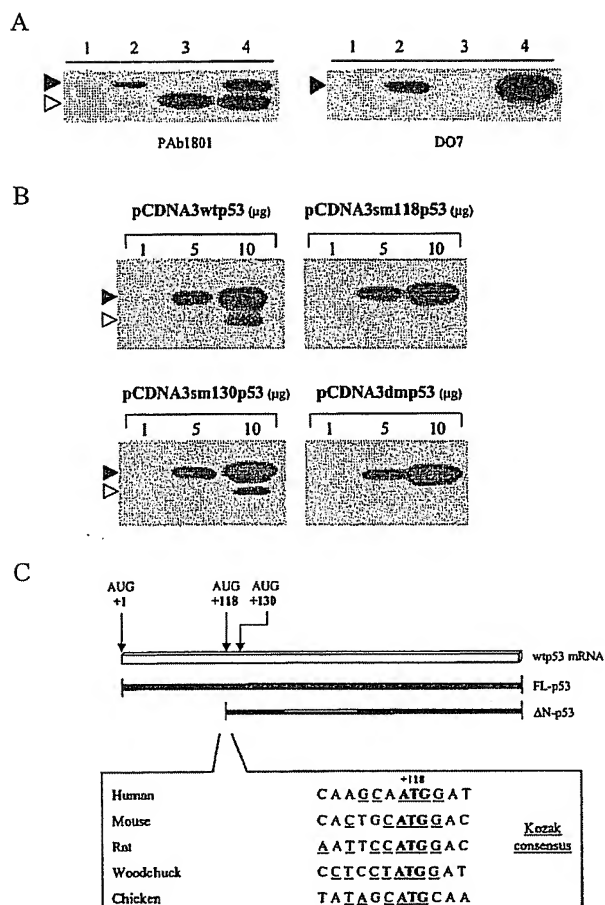 A
1 2 3 4
1 2 3 4
PAb1801
DO7
B
pCDNA3wtp53 (µg)
pCDNA3sm118p53 (µg)
1 5 10
1 5 10
pCDNA3sm130p53 (µg)
pCDNA3dmp53 (µg)
1 5 10
1 5 10
C
AUG
+1
AUG
+118
AUG
+130
wtp53 mRNA
FL-p53
ΔN-p53
+118
Human CAAGCAATGGAT
Mouse CACTGCATGGAC
Rat AATTCCATGGAC
Woodchuck CCTCCTATGGAT
Chicken TATAGCATGCAA
Kozak
consensus